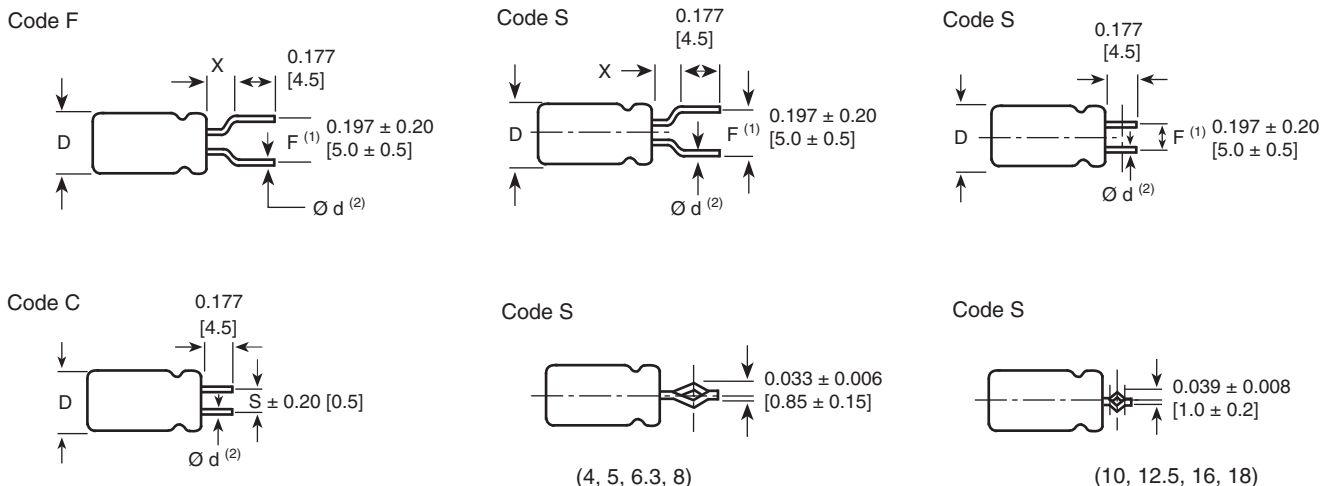 Code F
X
0.177
[4.5]
D
F (1)
0.197 ± 0.20
[5.0 ± 0.5]
Ø d (2)
Code S
0.177
[4.5]
X
D
F (1)
0.197 ± 0.20
[5.0 ± 0.5]
Ø d (2)
Code S
0.177
[4.5]
D
F (1)
0.197 ± 0.20
[5.0 ± 0.5]
Ø d (2)
Code C
0.177
[4.5]
D
S ± 0.20 [0.5]
Ø d (2)
Code S
0.033 ± 0.006
[0.85 ± 0.15]
(4, 5, 6.3, 8)
Code S
0.039 ± 0.008
[1.0 ± 0.2]
(10, 12.5, 16, 18)